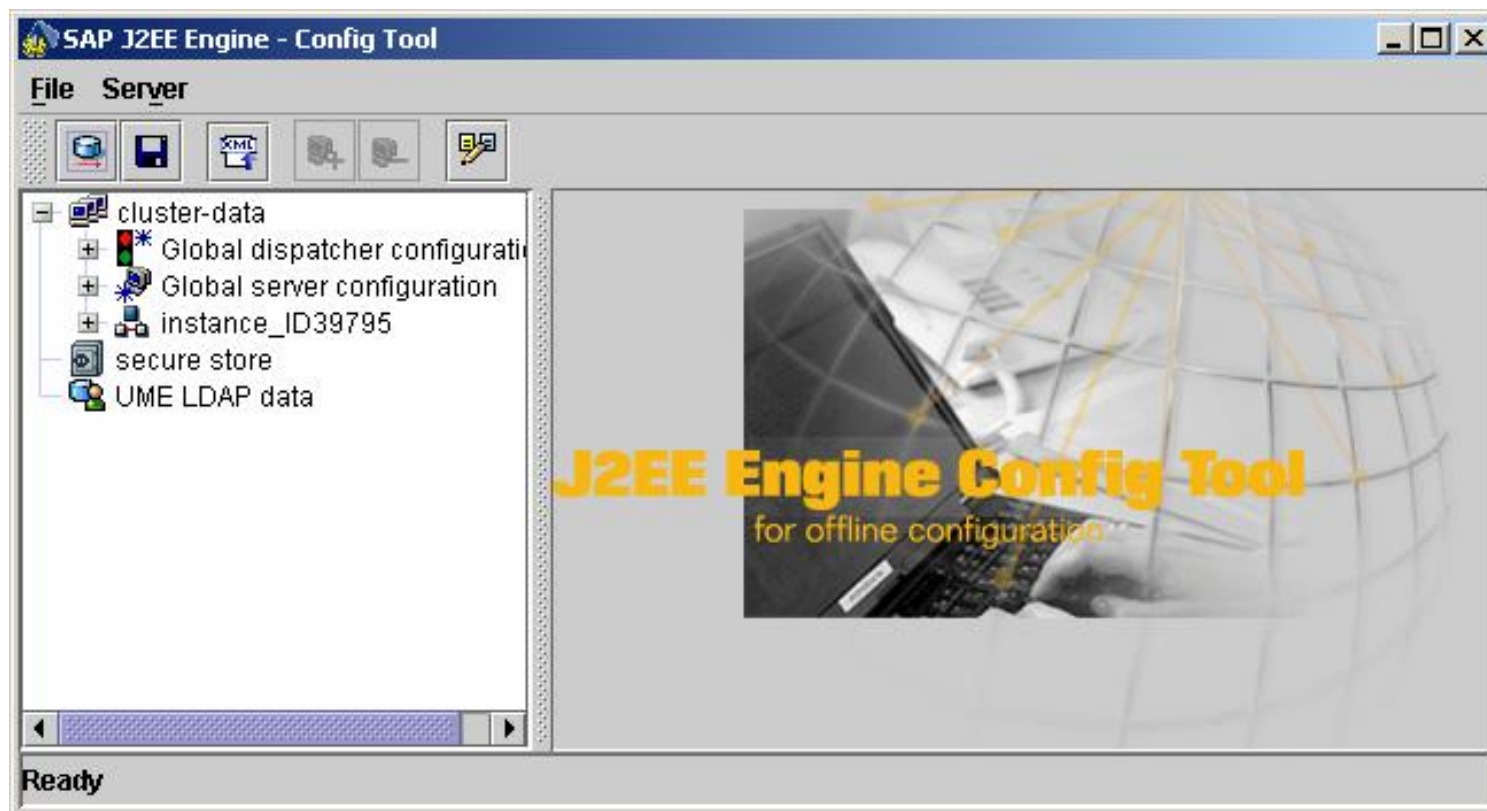 SAP J2EE Engine - Config Tool
File Server
XML
cluster-data
Global dispatcher configurati
Global server configuration
instance_ID39795
secure store
UME LDAP data
J2EE Engine Config Tool
for offline configuration
Ready